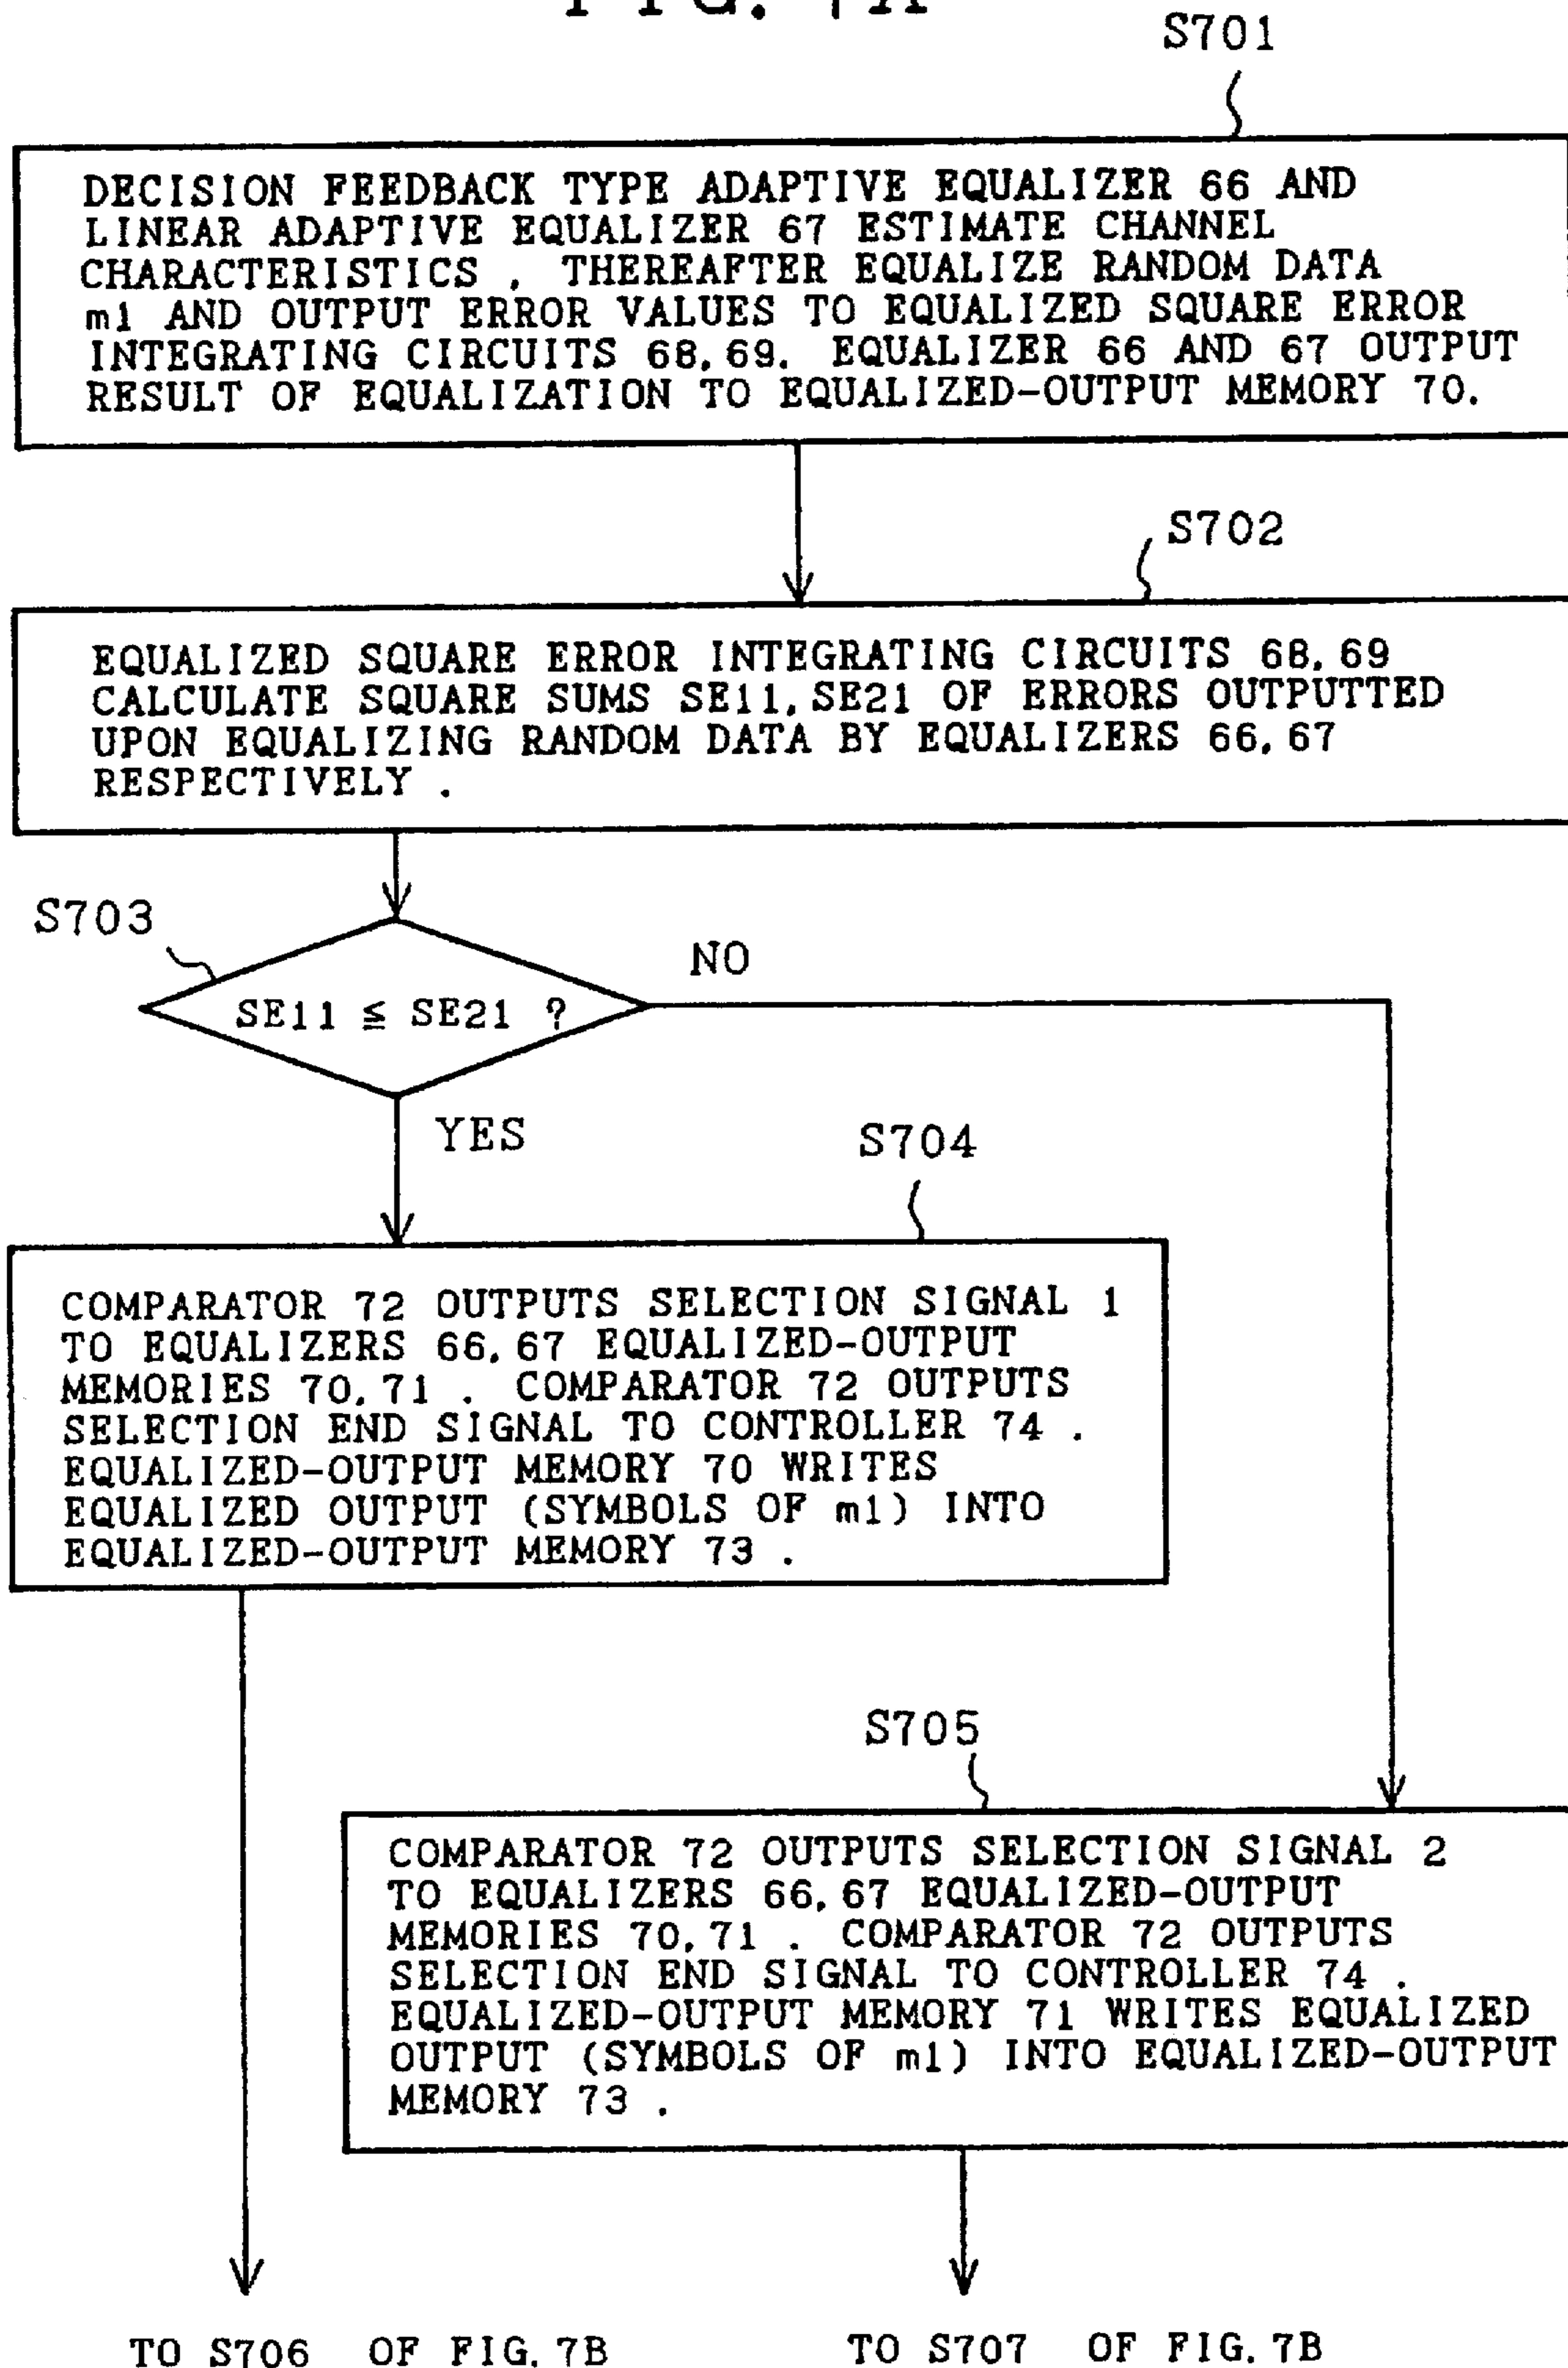 FIG. 7A
S701
DECISION FEEDBACK TYPE ADAPTIVE EQUALIZER 66 AND
LINEAR ADAPTIVE EQUALIZER 67 ESTIMATE CHANNEL
CHARACTERISTICS , THEREAFTER EQUALIZE RANDOM DATA
m1 AND OUTPUT ERROR VALUES TO EQUALIZED SQUARE ERROR
INTEGRATING CIRCUITS 68,69. EQUALIZER 66 AND 67 OUTPUT
RESULT OF EQUALIZATION TO EQUALIZED-OUTPUT MEMORY 70.
S702
EQUALIZED SQUARE ERROR INTEGRATING CIRCUITS 68,69
CALCULATE SQUARE SUMS SE11,SE21 OF ERRORS OUTPUTTED
UPON EQUALIZING RANDOM DATA BY EQUALIZERS 66,67
RESPECTIVELY .
S703
SE11 ≦ SE21 ?
NO
YES
S704
COMPARATOR 72 OUTPUTS SELECTION SIGNAL 1
TO EQUALIZERS 66,67 EQUALIZED-OUTPUT
MEMORIES 70,71 . COMPARATOR 72 OUTPUTS
SELECTION END SIGNAL TO CONTROLLER 74 .
EQUALIZED-OUTPUT MEMORY 70 WRITES
EQUALIZED OUTPUT (SYMBOLS OF m1) INTO
EQUALIZED-OUTPUT MEMORY 73 .
S705
COMPARATOR 72 OUTPUTS SELECTION SIGNAL 2
TO EQUALIZERS 66,67 EQUALIZED-OUTPUT
MEMORIES 70,71 . COMPARATOR 72 OUTPUTS
SELECTION END SIGNAL TO CONTROLLER 74 .
EQUALIZED-OUTPUT MEMORY 71 WRITES EQUALIZED
OUTPUT (SYMBOLS OF m1) INTO EQUALIZED-OUTPUT
MEMORY 73 .
TO S706 OF FIG. 7B
TO S707 OF FIG. 7B